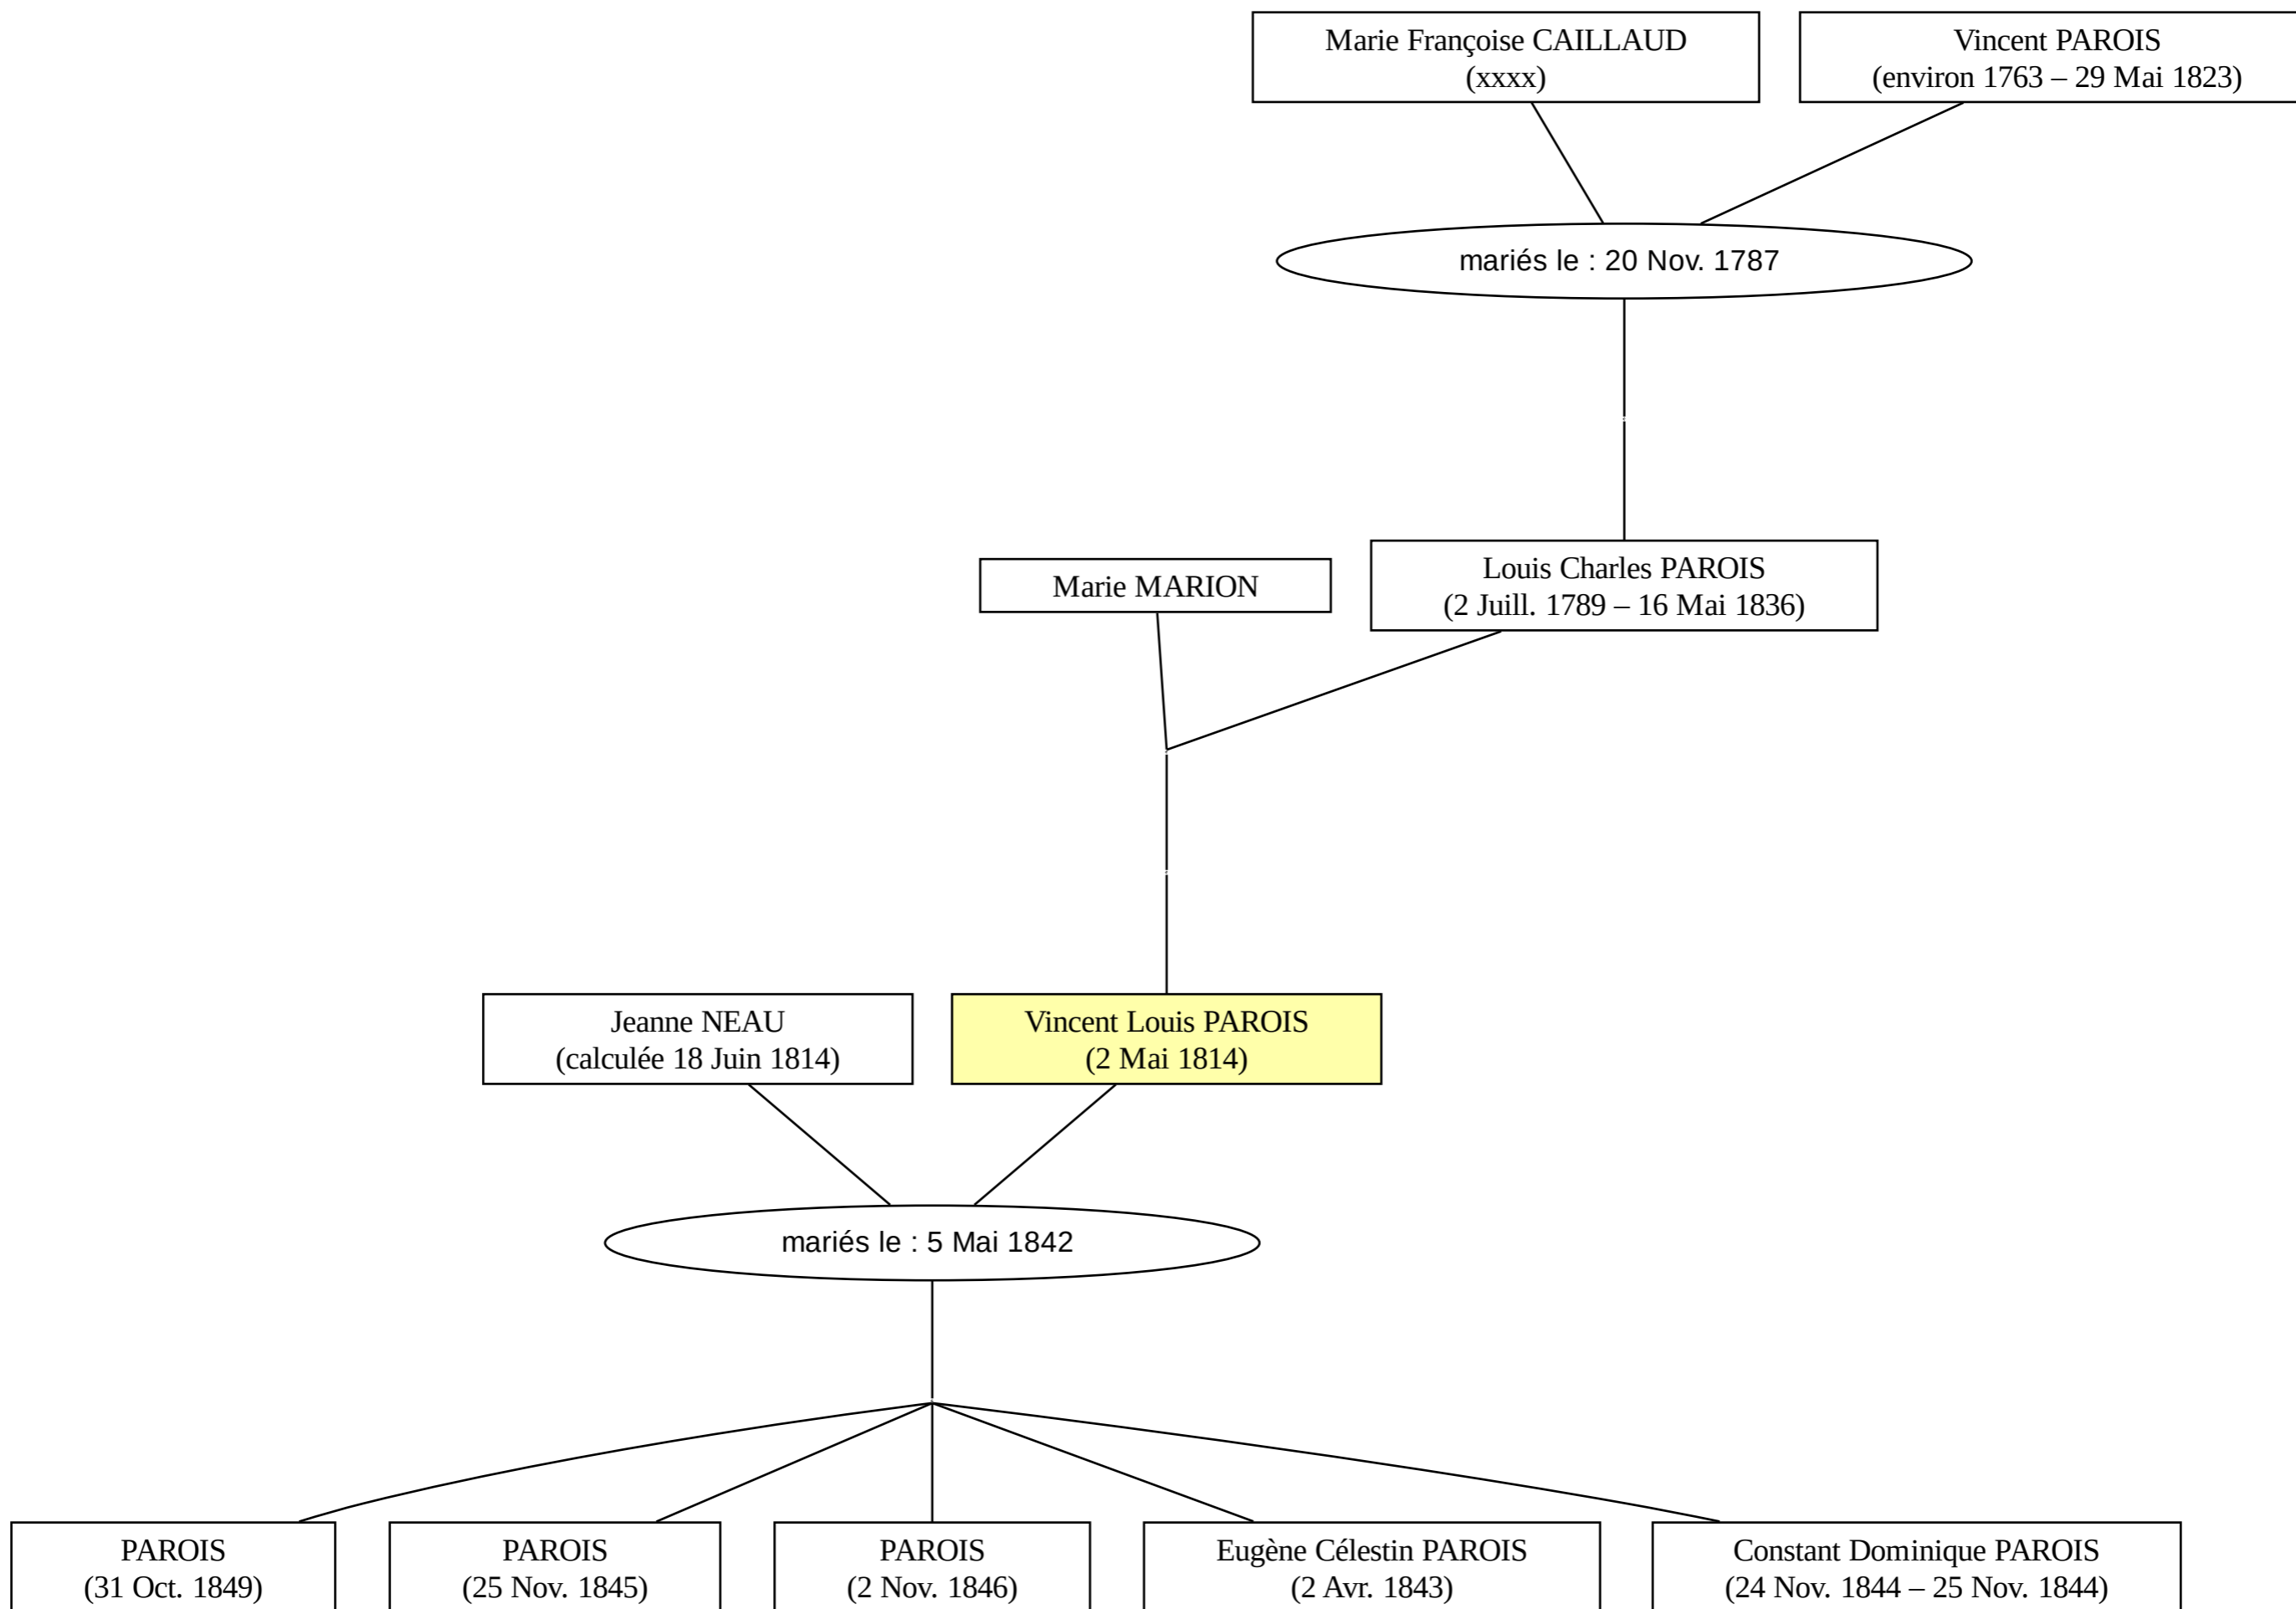 Marie Françoise CAILLAUD
(xxxx)
Vincent PAROIS
(environ 1763 – 29 Mai 1823)
mariés le : 20 Nov. 1787
Marie MARION
Louis Charles PAROIS
(2 Juill. 1789 – 16 Mai 1836)
Jeanne NEAU
(calculée 18 Juin 1814)
Vincent Louis PAROIS
(2 Mai 1814)
mariés le : 5 Mai 1842
PAROIS
(31 Oct. 1849)
PAROIS
(25 Nov. 1845)
PAROIS
(2 Nov. 1846)
Eugène Célestin PAROIS
(2 Avr. 1843)
Constant Dominique PAROIS
(24 Nov. 1844 – 25 Nov. 1844)